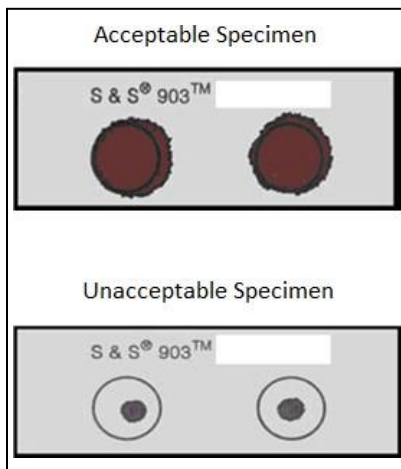 Acceptable Specimen
S & S® 903™
Unacceptable Specimen
S & S® 903™